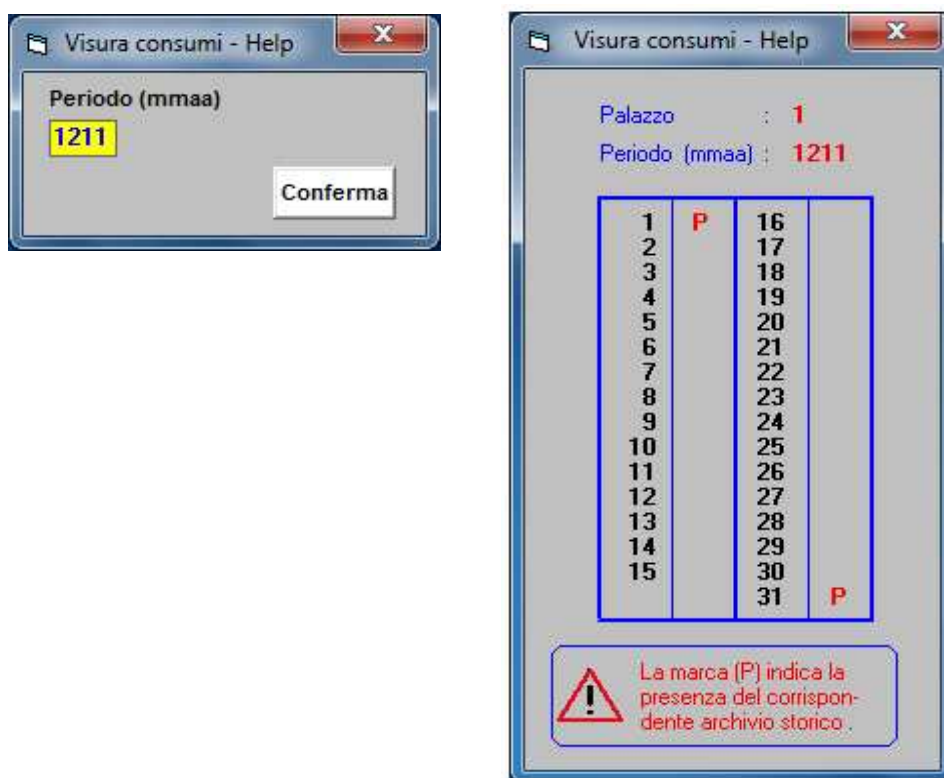 Visura consumi - Help
Periodo (mmaa)
1211
Conferma
Visura consumi - Help
Palazzo : 1
Periodo (mmaa) : 1211
1 P 16
2 17
3 18
4 19
5 20
6 21
7 22
8 23
9 24
10 25
11 26
12 27
13 28
14 29
15 30
31 P
La marca (P) indica la
presenza del corrispon-
dente archivio storico .